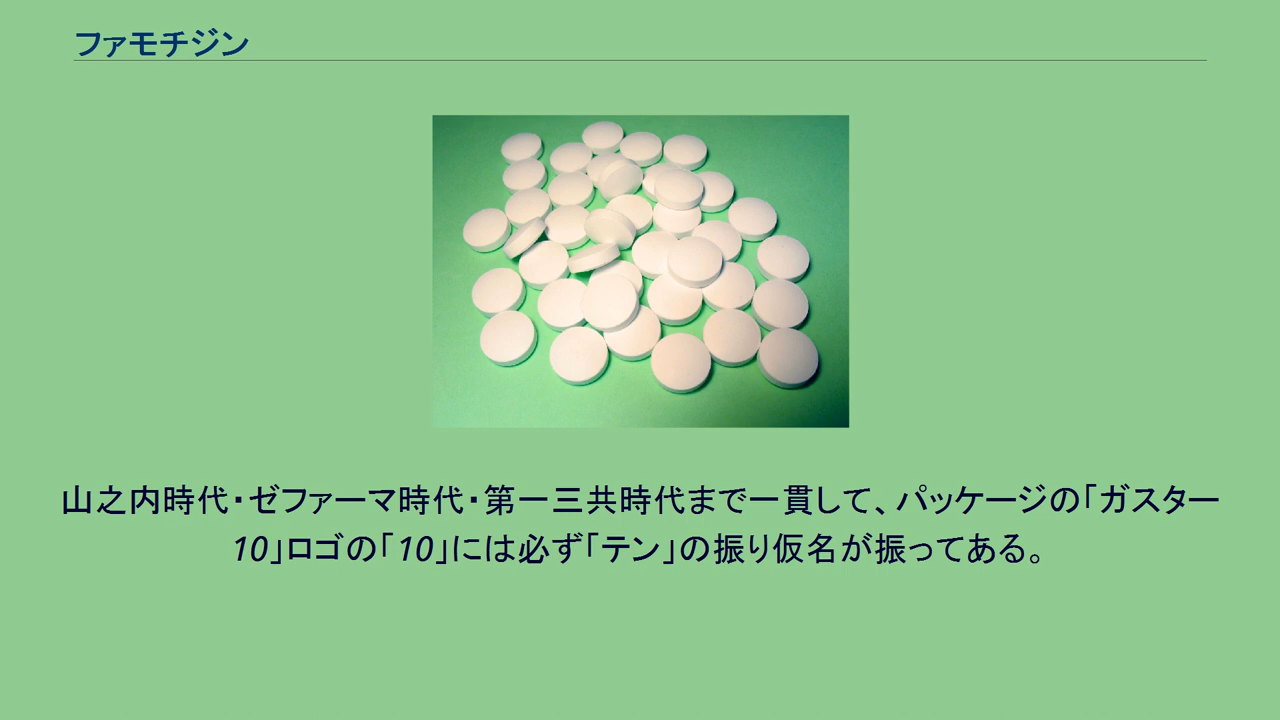 ファモチジン
山之内時代・ゼファーマ時代・第一三共時代まで一貫して、パッケージの「ガスター
10」ロゴの「10」には必ず「テン」の振り仮名が振ってある。